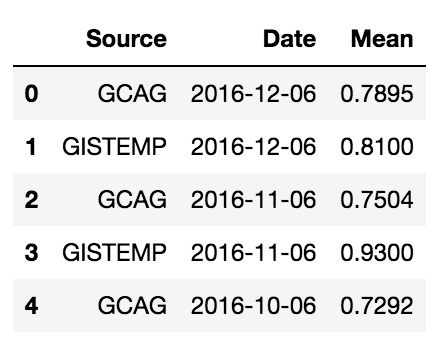 Source Date Mean
0 GCAG 2016-12-06 0.7895
1 GISTEMP 2016-12-06 0.8100
2 GCAG 2016-11-06 0.7504
3 GISTEMP 2016-11-06 0.9300
4 GCAG 2016-10-06 0.7292